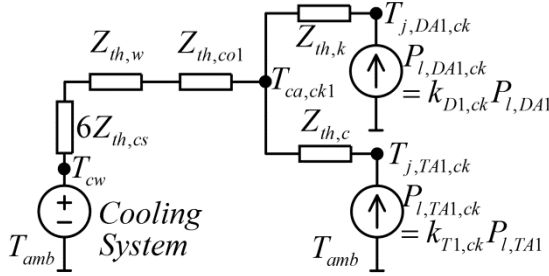 T_{j,DA1,ck}
Z_{th,w}
Z_{th,co1}
Z_{th,k}
P_{l,DA1,ck}
= k_{D1,ck}P_{l,DA1}
T_{ca,ck1}
Z_{th,c}
6Z_{th,cs}
T_{cw}
T_{j,TA1,ck}
+
−
Cooling
System
P_{l,TA1,ck}
= k_{T1,ck}P_{l,TA1}
T_{amb}
T_{amb}